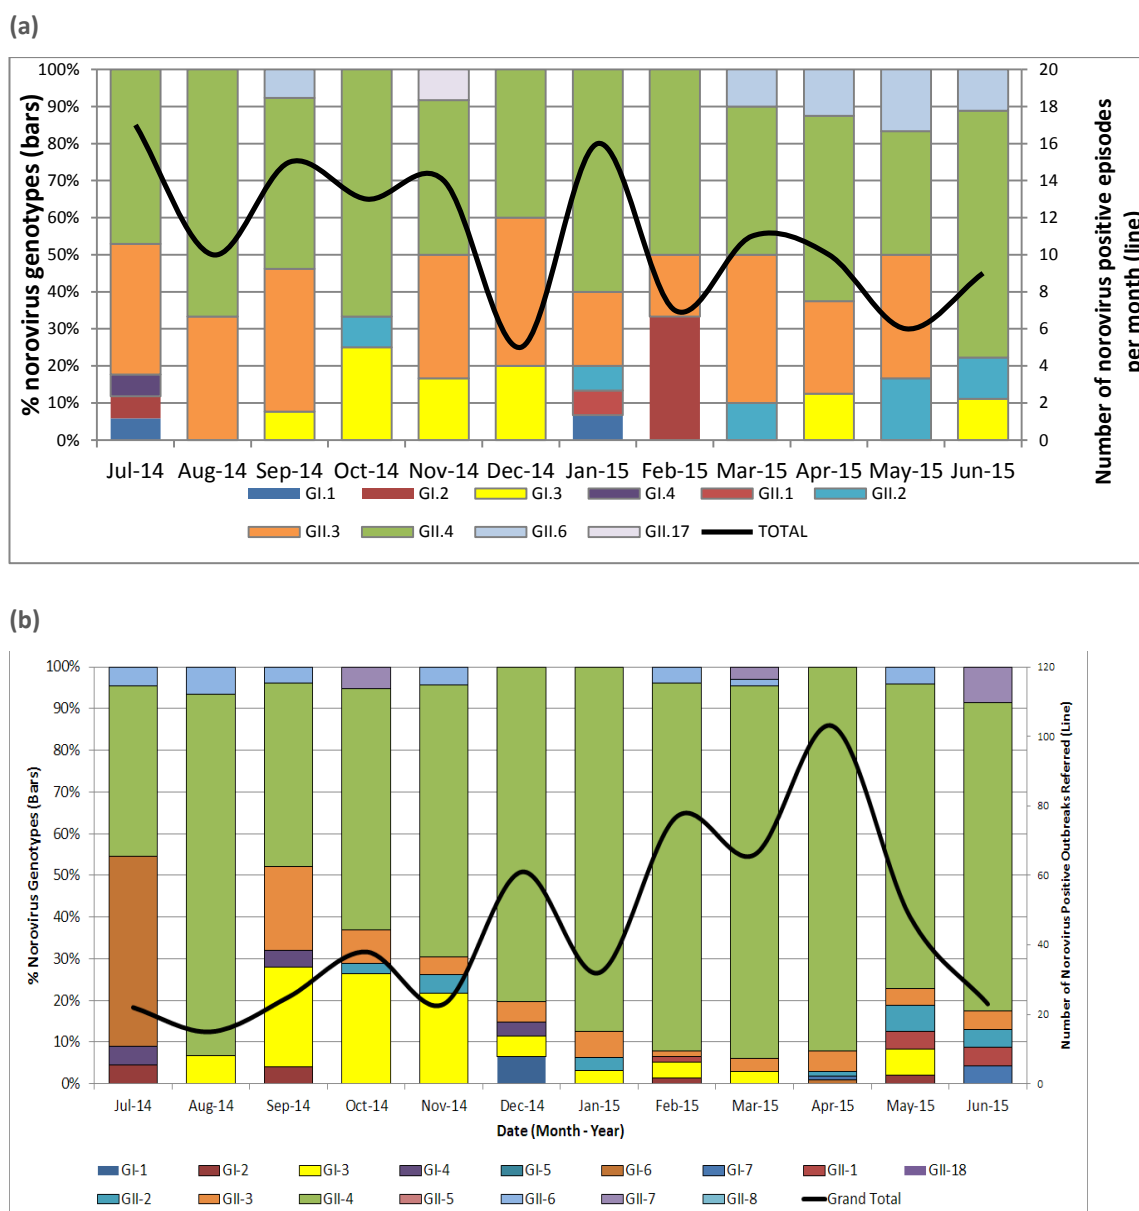 (a)
100% 90% 80% 70% 60% 50% 40% 30% 20% 10% 0%
% norovirus genotypes (bars)
20 18 16 14 12 10 8 6 4 2 0
Number of norovirus positive episodes
per month (line)
Jul-14 Aug-14 Sep-14 Oct-14 Nov-14 Dec-14 Jan-15 Feb-15 Mar-15 Apr-15 May-15 Jun-15
GI.1 GI.2 GI.3 GI.4 GII.1 GII.2
GII.3 GII.4 GII.6 GII.17 TOTAL
(b)
100% 90% 80% 70% 60% 50% 40% 30% 20% 10% 0%
% Norovirus Genotypes (Bars)
120 100 80 60 40 20 0
Number of Norovirus Positive Outbreaks Referred (Line)
Jul-14 Aug-14 Sep-14 Oct-14 Nov-14 Dec-14 Jan-15 Feb-15 Mar-15 Apr-15 May-15 Jun-15
Date (Month - Year)
GI-1 GI-2 GI-3 GI-4 GI-5 GI-6 GI-7 GII-1 GII-18
GII-2 GII-3 GII-4 GII-5 GII-6 GII-7 GII-8 Grand Total